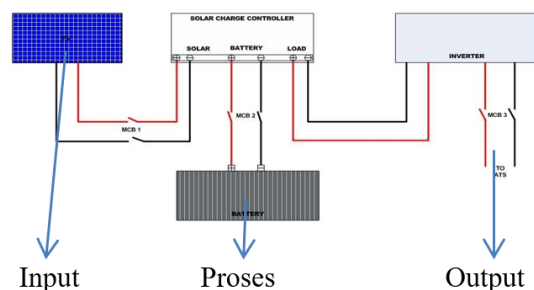 SOLAR CHARGE CONTROLLER
SOLAR BATTERY LOAD
INVERTER
MCB 1
MCB 2
MCB 3
TO
ATS
BATTERY
Input Proses Output